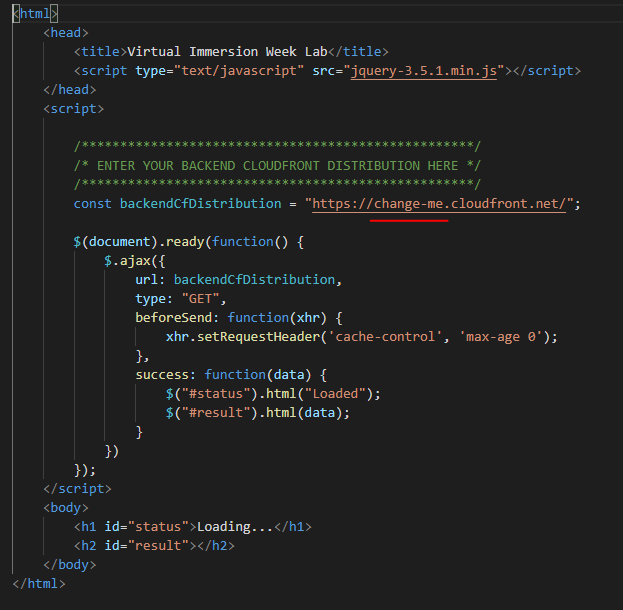 <html>
<head>
<title>Virtual Immersion Week Lab</title>
<script type="text/javascript" src="jquery-3.5.1.min.js"></script>
</head>
<script>
/***************************************************/
/* ENTER YOUR BACKEND CLOUDFRONT DISTRIBUTION HERE */
/***************************************************/
const backendCfDistribution = "https://change-me.cloudfront.net/";
$(document).ready(function() {
$.ajax({
url: backendCfDistribution,
type: "GET",
beforeSend: function(xhr) {
xhr.setRequestHeader('cache-control', 'max-age 0');
},
success: function(data) {
$("#status").html("Loaded");
$("#result").html(data);
}
})
});
</script>
<body>
<h1 id="status">Loading...</h1>
<h2 id="result"></h2>
</body>
</html>